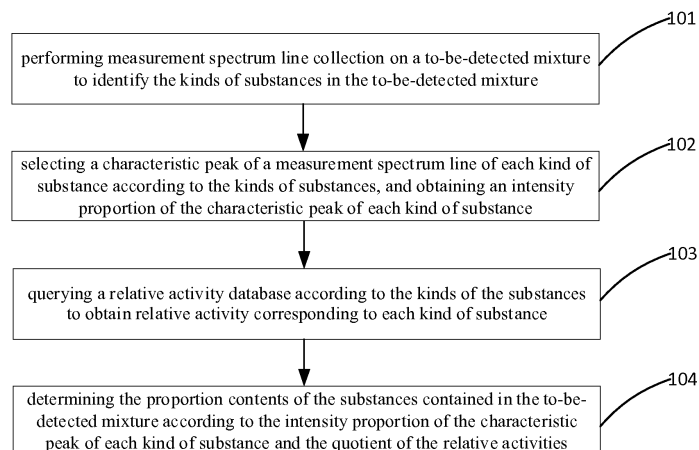 101
performing measurement spectrum line collection on a to-be-detected mixture
to identify the kinds of substances in the to-be-detected mixture
102
selecting a characteristic peak of a measurement spectrum line of each kind of
substance according to the kinds of substances, and obtaining an intensity
proportion of the characteristic peak of each kind of substance
103
querying a relative activity database according to the kinds of the substances
to obtain relative activity corresponding to each kind of substance
104
determining the proportion contents of the substances contained in the to-be-
detected mixture according to the intensity proportion of the characteristic
peak of each kind of substance and the quotient of the relative activities